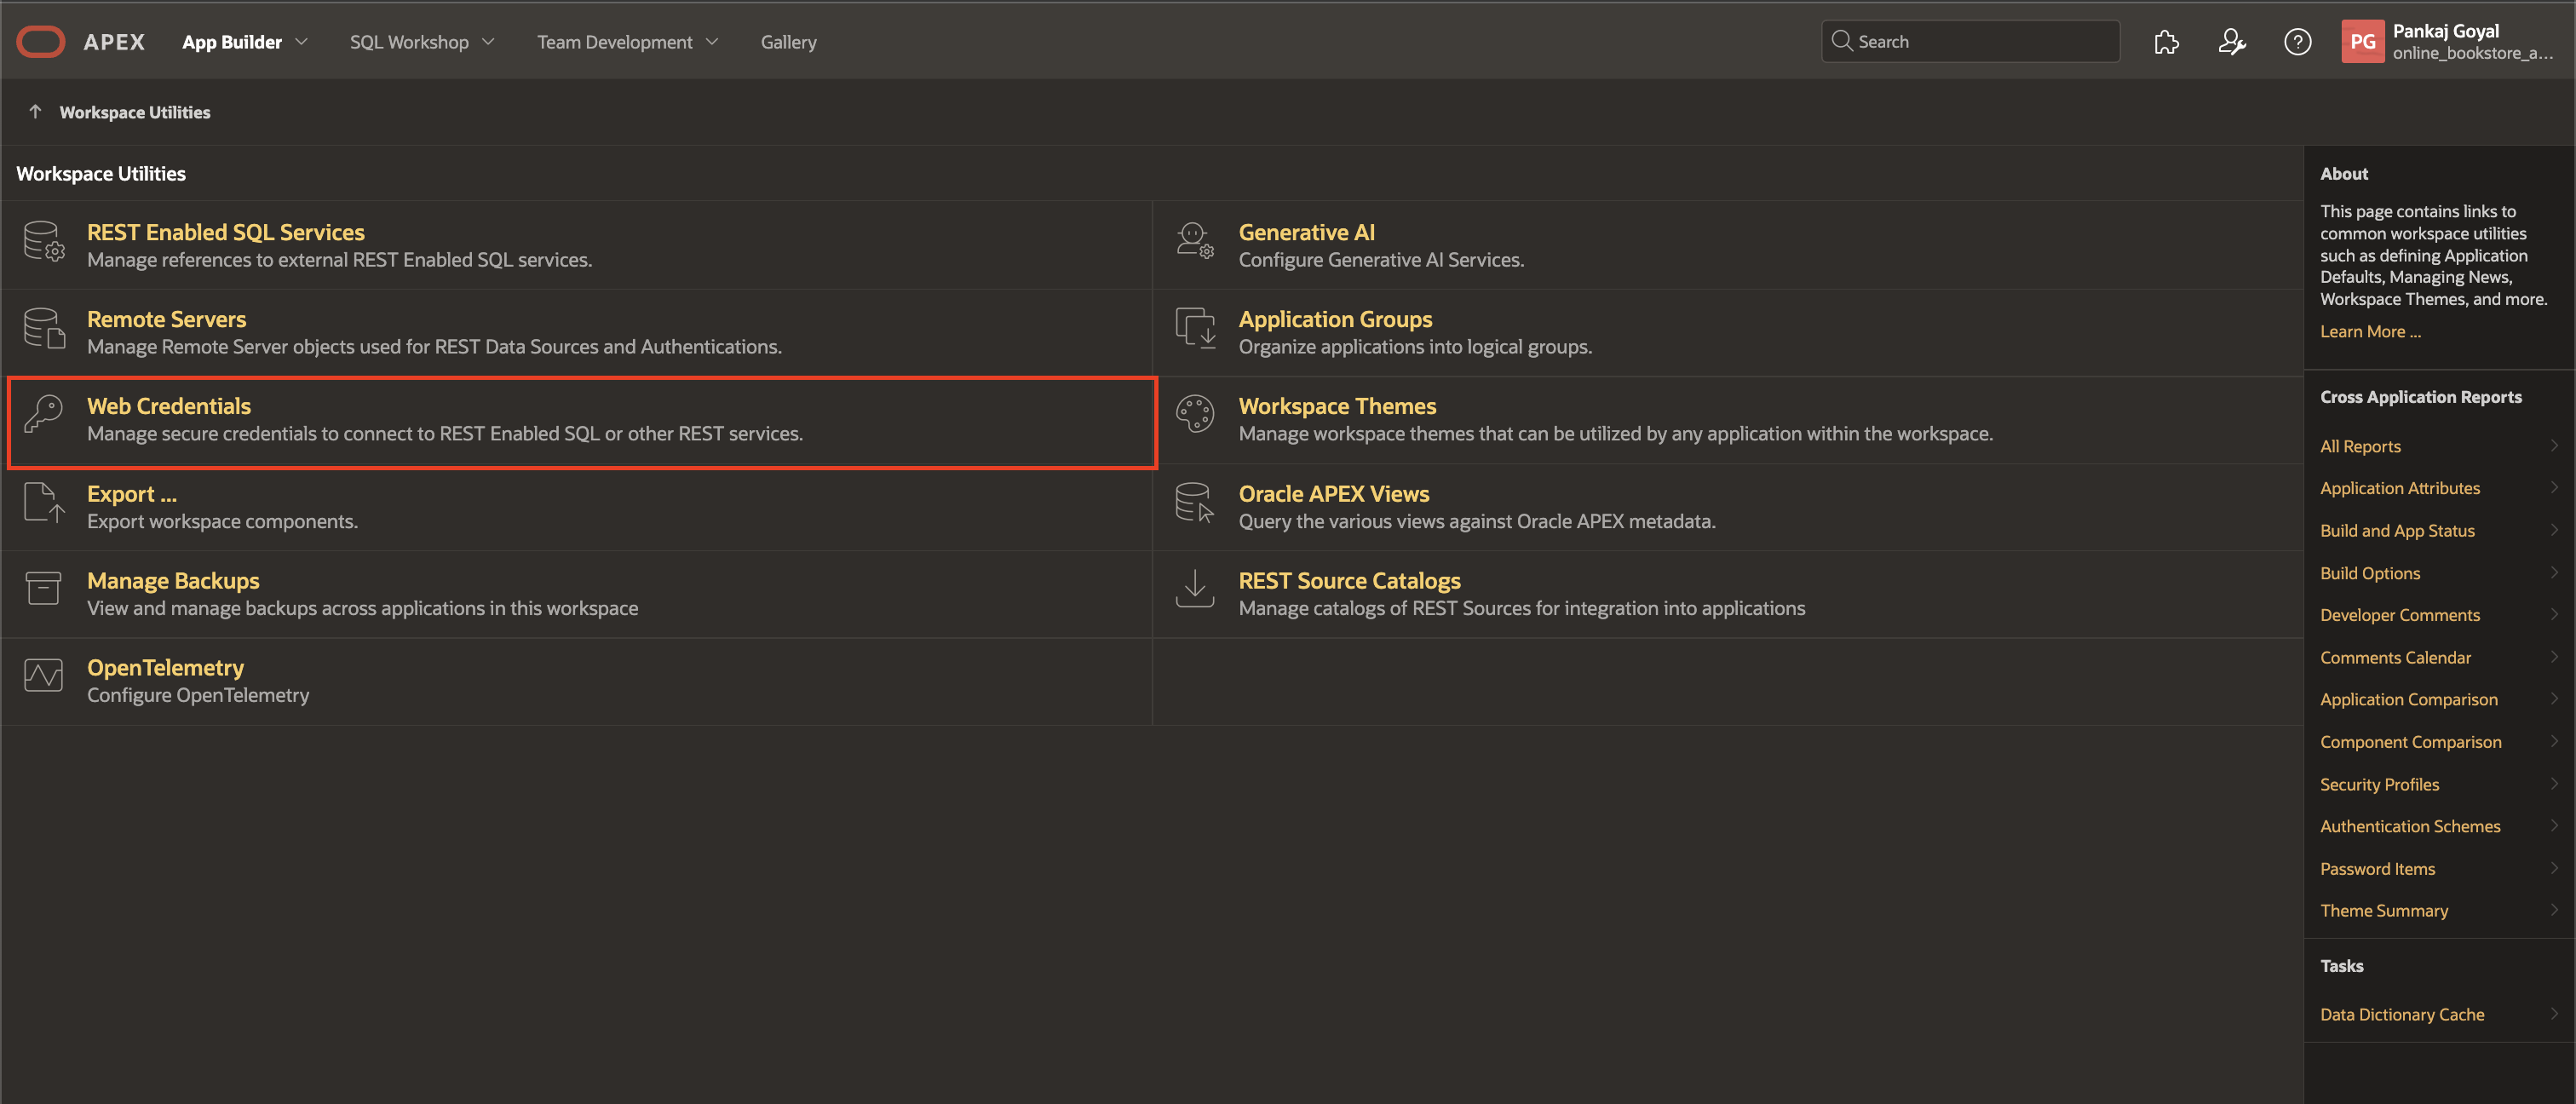 APEX
App Builder
SQL Workshop
Team Development
Gallery
Search
PG
Pankaj Goyal
online_bookstore_a...
Workspace Utilities
Workspace Utilities
REST Enabled SQL Services
Manage references to external REST Enabled SQL services.
Generative AI
Configure Generative AI Services.
Remote Servers
Manage Remote Server objects used for REST Data Sources and Authentications.
Application Groups
Organize applications into logical groups.
Web Credentials
Manage secure credentials to connect to REST Enabled SQL or other REST services.
Workspace Themes
Manage workspace themes that can be utilized by any application within the workspace.
Export ...
Export workspace components.
Oracle APEX Views
Query the various views against Oracle APEX metadata.
Manage Backups
View and manage backups across applications in this workspace
REST Source Catalogs
Manage catalogs of REST Sources for integration into applications
OpenTelemetry
Configure OpenTelemetry
About
This page contains links to
common workspace utilities
such as defining Application
Defaults, Managing News,
Workspace Themes, and more.
Learn More ...
Cross Application Reports
All Reports
Application Attributes
Build and App Status
Build Options
Developer Comments
Comments Calendar
Application Comparison
Component Comparison
Security Profiles
Authentication Schemes
Password Items
Theme Summary
Tasks
Data Dictionary Cache